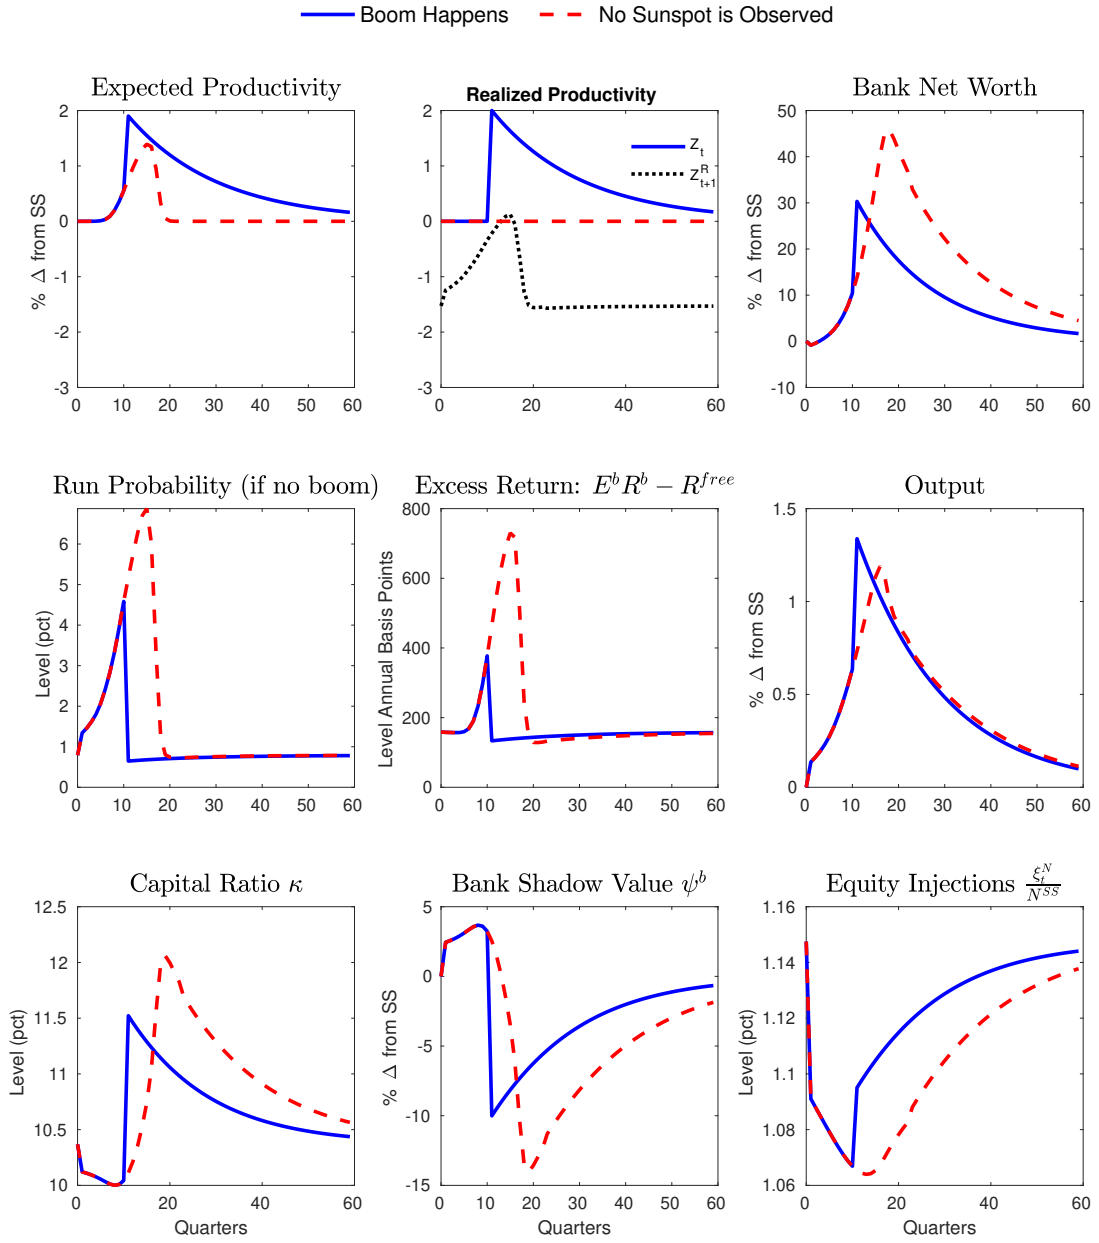 Boom Happens
No Sunspot is Observed
Expected Productivity
% Δ from SS
2
1
0
-1
-2
-3
0 10 20 30 40 50 60
Realized Productivity
Z_t
Z^R_{t+1}
2
1
0
-1
-2
-3
0 20 40 60
Bank Net Worth
% Δ from SS
50
40
30
20
10
0
-10
0 10 20 30 40 50 60
Run Probability (if no boom)
Level (pct)
6
5
4
3
2
1
0
0 10 20 30 40 50 60
Excess Return: E^b R^b − R^{free}
Level Annual Basis Points
800
600
400
200
0
0 10 20 30 40 50 60
Output
% Δ from SS
1.5
1
0.5
0
0 10 20 30 40 50 60
Capital Ratio κ
Level (pct)
12.5
12
11.5
11
10.5
10
0 20 40 60
Quarters
Bank Shadow Value ψ^b
% Δ from SS
5
0
-5
-10
-15
0 10 20 30 40 50 60
Quarters
Equity Injections \frac{ξ_t^N}{N^{SS}}
Level (pct)
1.16
1.14
1.12
1.1
1.08
1.06
0 20 40 60
Quarters